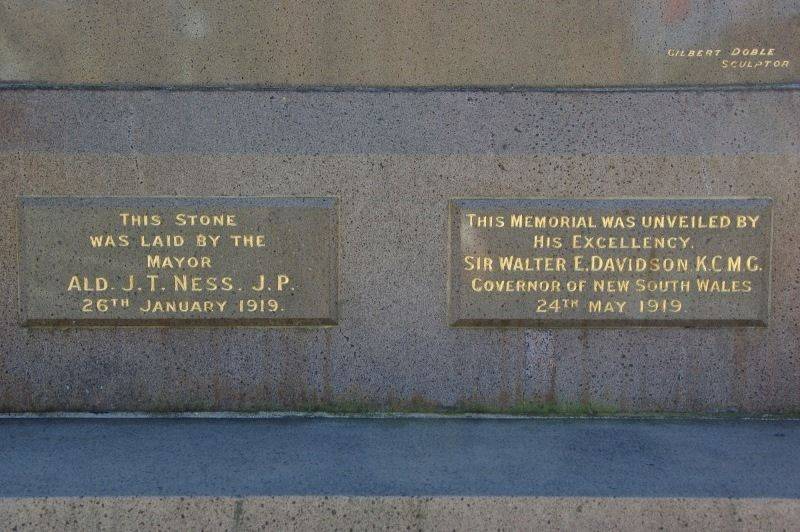 GILBERT DOBLE
SCULPTOR
THIS STONE
WAS LAID BY THE
MAYOR
ALD. J. T. NESS. J. P.
26TH JANUARY 1919.
THIS MEMORIAL WAS UNVEILED BY
HIS EXCELLENCY,
SIR WALTER E. DAVIDSON K.C.M.G.
GOVERNOR OF NEW SOUTH WALES
24TH MAY 1919.